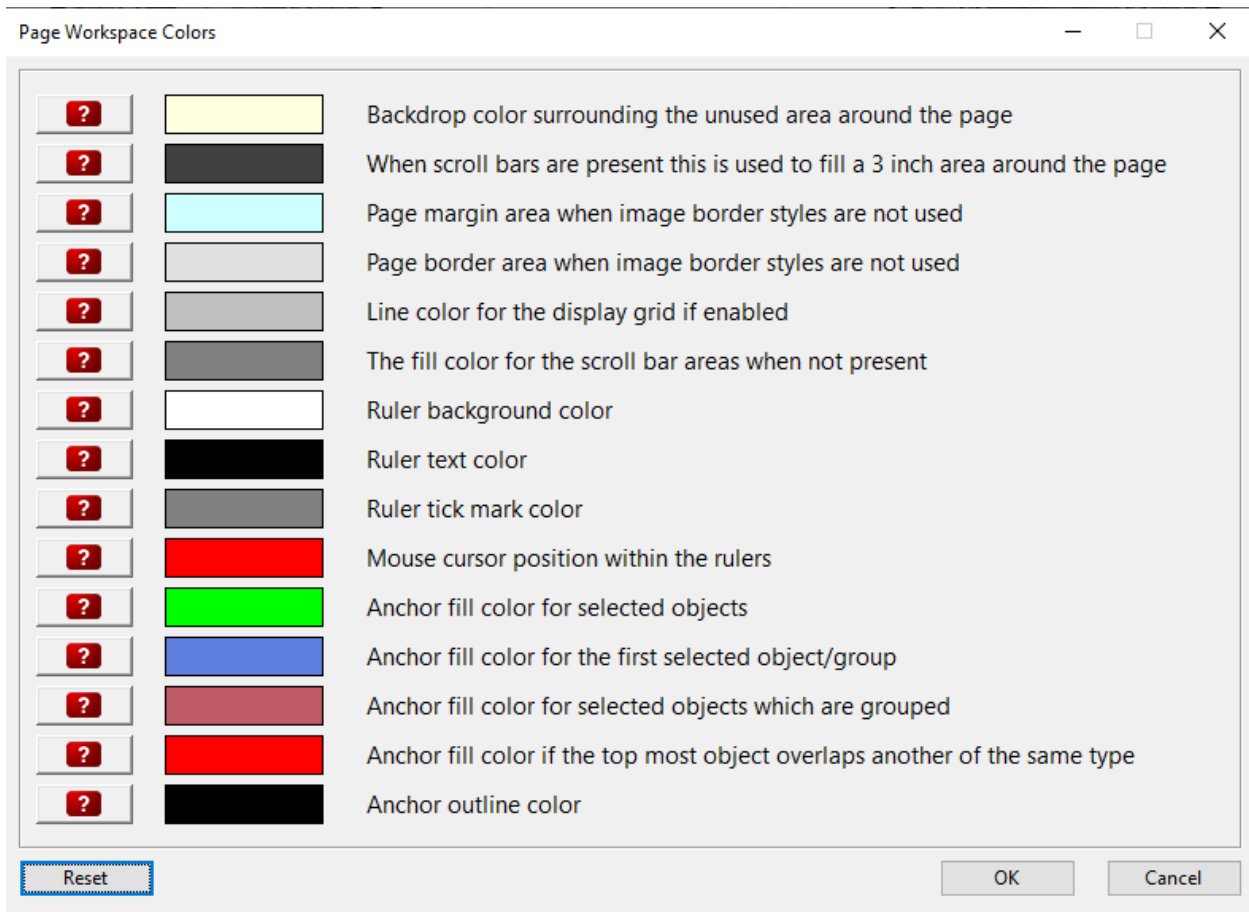 Page Workspace Colors
? Backdrop color surrounding the unused area around the page
? When scroll bars are present this is used to fill a 3 inch area around the page
? Page margin area when image border styles are not used
? Page border area when image border styles are not used
? Line color for the display grid if enabled
? The fill color for the scroll bar areas when not present
? Ruler background color
? Ruler text color
? Ruler tick mark color
? Mouse cursor position within the rulers
? Anchor fill color for selected objects
? Anchor fill color for the first selected object/group
? Anchor fill color for selected objects which are grouped
? Anchor fill color if the top most object overlaps another of the same type
? Anchor outline color
Reset OK Cancel